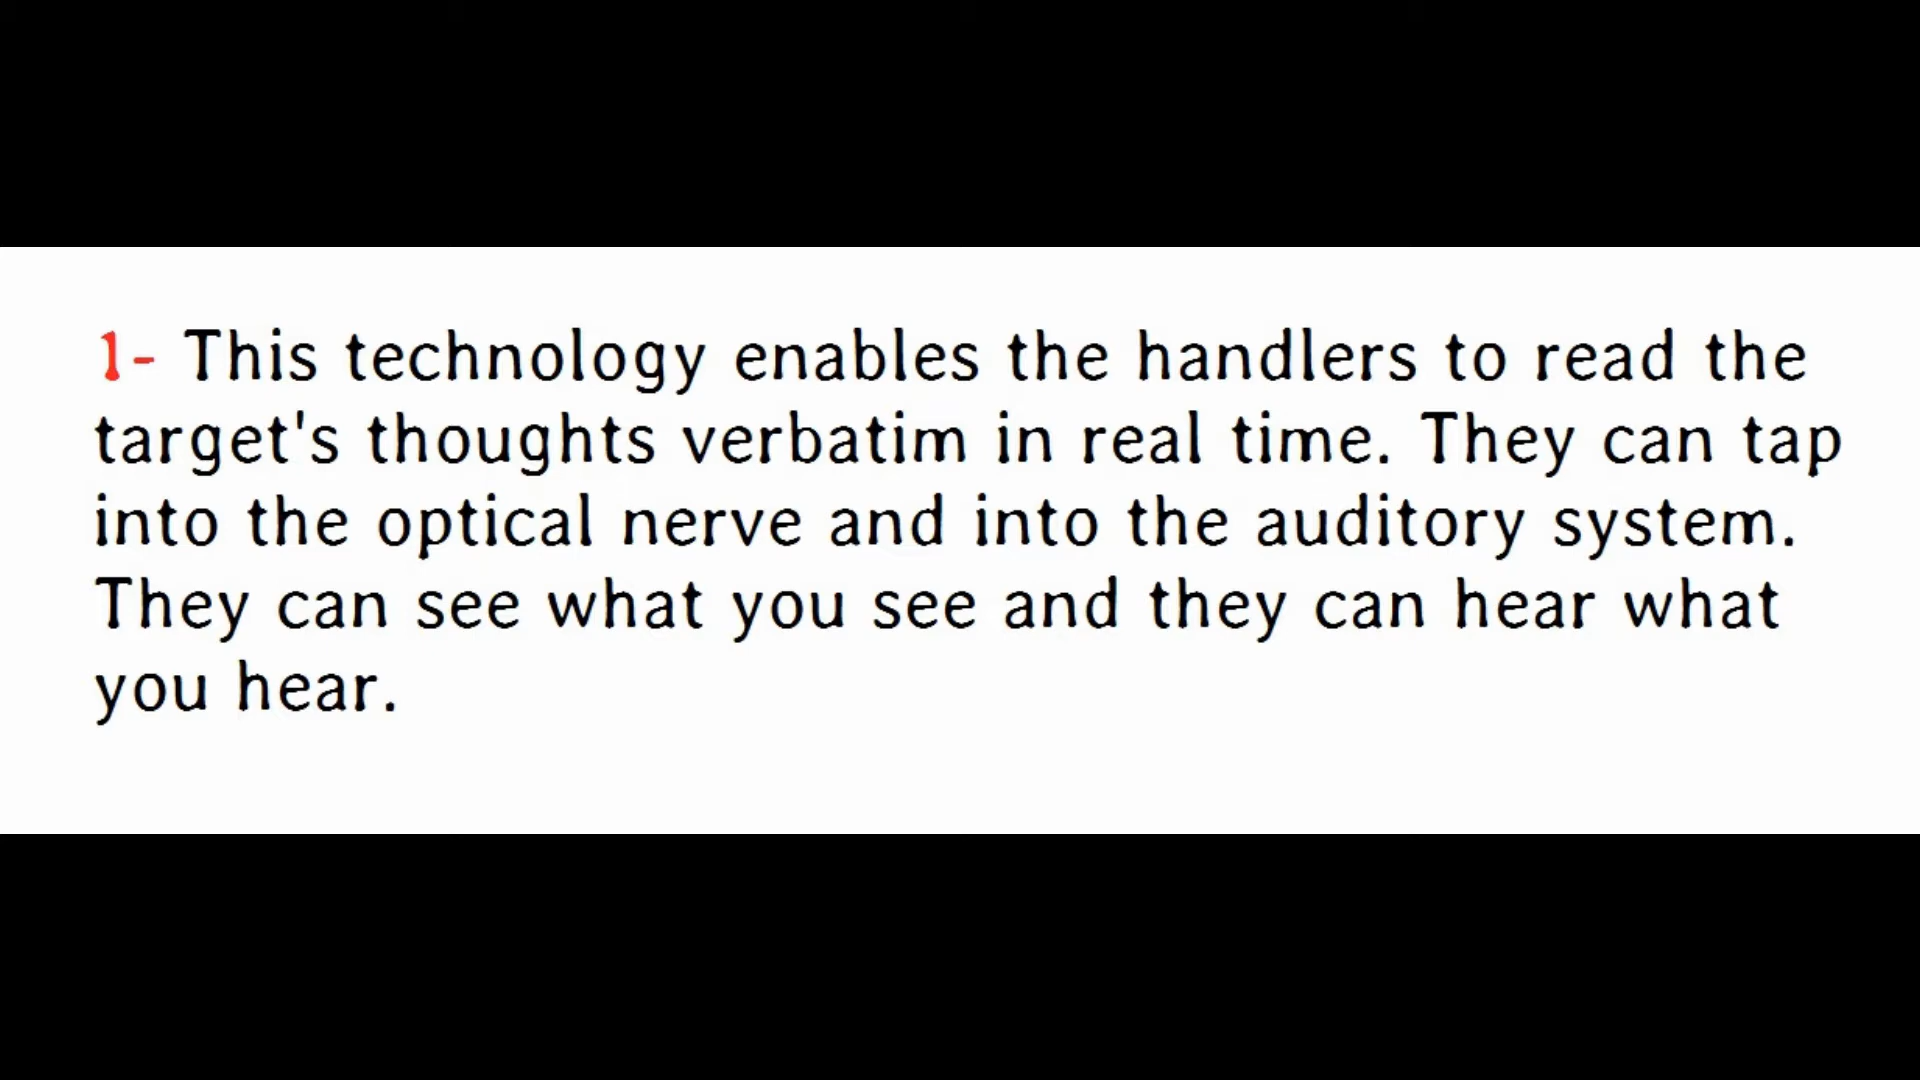 1- This technology enables the handlers to read the
target's thoughts verbatim in real time. They can tap
into the optical nerve and into the auditory system.
They can see what you see and they can hear what
you hear.